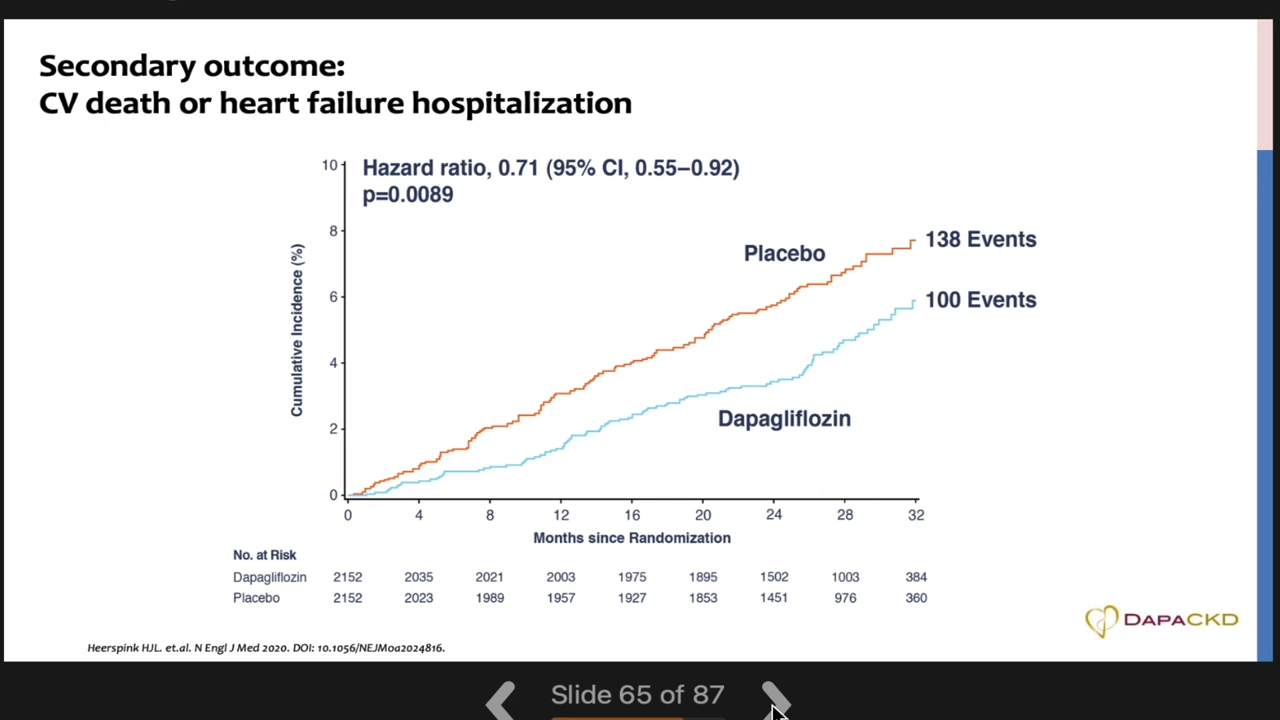 Secondary outcome:
CV death or heart failure hospitalization
10
Hazard ratio, 0.71 (95% CI, 0.55–0.92)
p=0.0089
8
Placebo
138 Events
6
100 Events
4
Dapagliflozin
2
0
Cumulative Incidence (%)
0 4 8 12 16 20 24 28 32
Months since Randomization
No. at Risk
Dapagliflozin 2152 2035 2021 2003 1975 1895 1502 1003 384
Placebo 2152 2023 1989 1957 1927 1853 1451 976 360
DAPACKD
Heerspink HJL. et.al. N Engl J Med 2020. DOI: 10.1056/NEJMoa2024816.
Slide 65 of 87